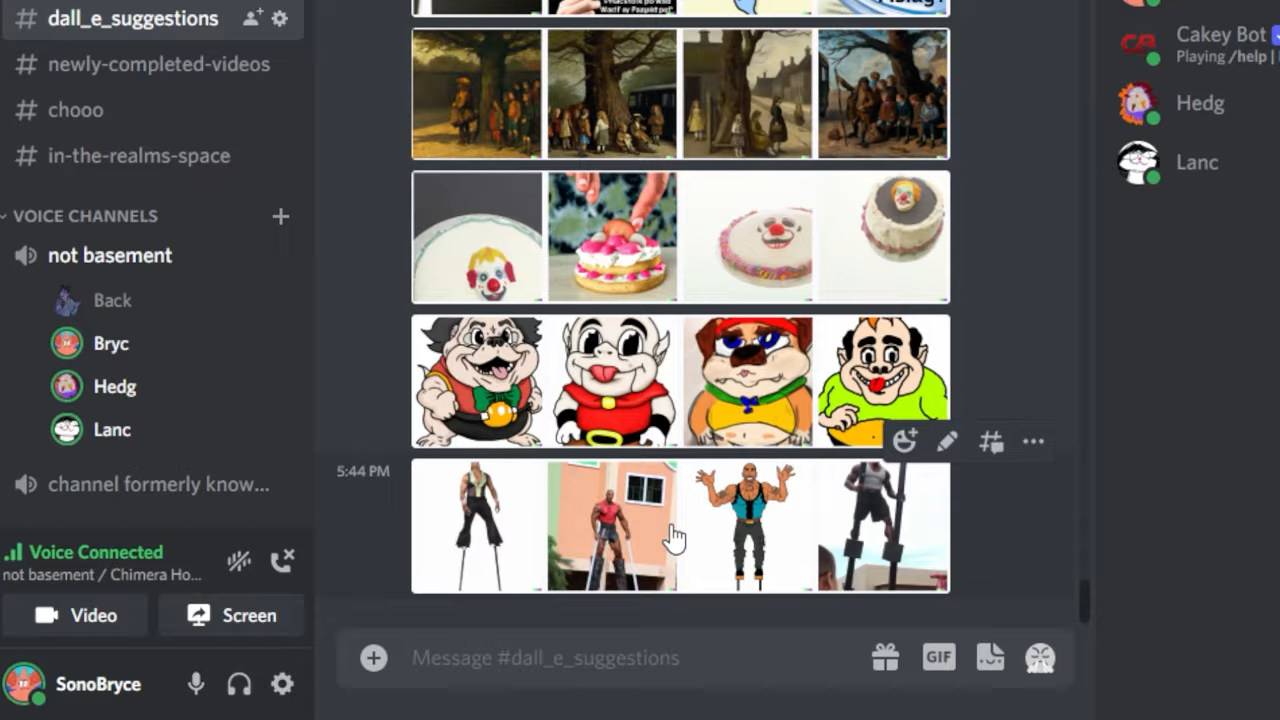 dall_e_suggestions
newly-completed-videos
chooo
in-the-realms-space
VOICE CHANNELS
not basement
Back
Bryc
Hedg
Lanc
channel formerly know...
Voice Connected
not basement / Chimera Ho...
Video
Screen
SonoBryce
5:44 PM
Message #dall_e_suggestions
GIF
Cakey Bot
Playing /help |
Hedg
Lanc